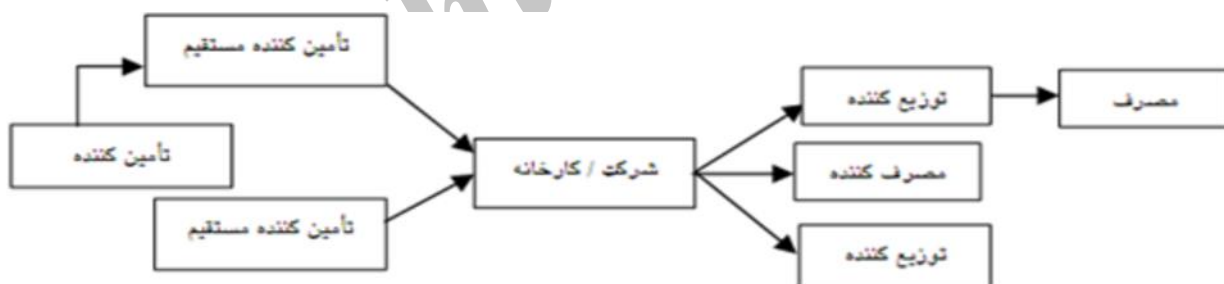 تأمین کننده مستقیم
تأمین کننده
تأمین کننده مستقیم
شرکت / کارخانه
توزیع کننده
مصرف
مصرف کننده
توزیع کننده